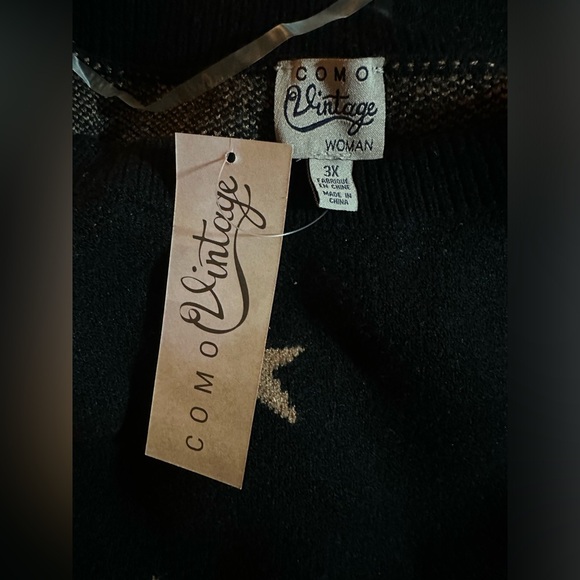 COMO
Vintage
WOMAN
3X
FABRIQUÉ
EN CHINE
MADE IN
CHINA
COMO Vintage